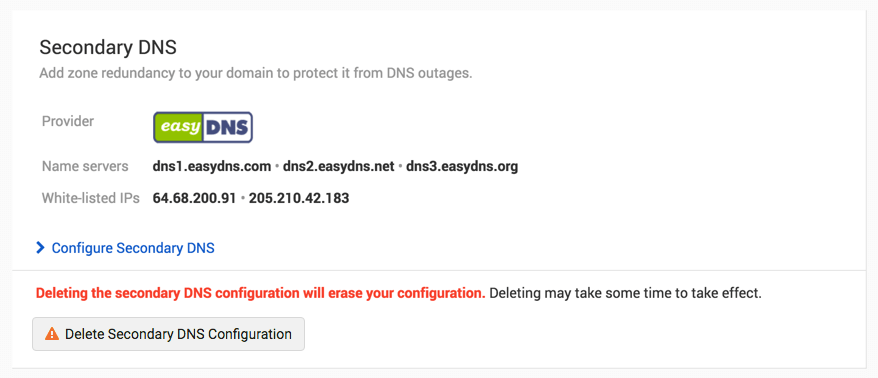 Secondary DNS
Add zone redundancy to your domain to protect it from DNS outages.
Provider easyDNS
Name servers dns1.easydns.com • dns2.easydns.net • dns3.easydns.org
White-listed IPs 64.68.200.91 • 205.210.42.183
Configure Secondary DNS
Deleting the secondary DNS configuration will erase your configuration. Deleting may take some time to take effect.
Delete Secondary DNS Configuration